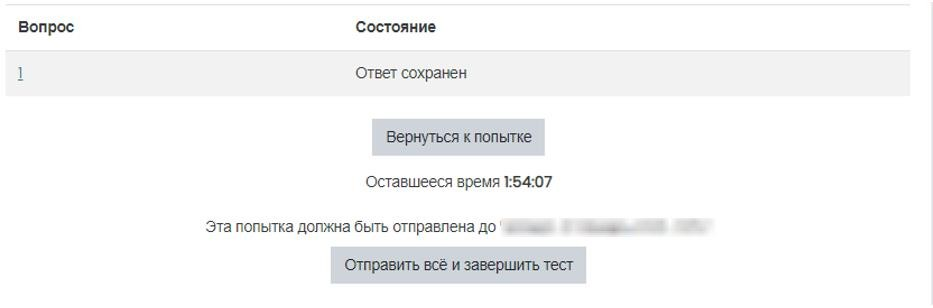 Вопрос Состояние
1 Ответ сохранен
Вернуться к попытке
Оставшееся время 1:54:07
Эта попытка должна быть отправлена до
Отправить всё и завершить тест